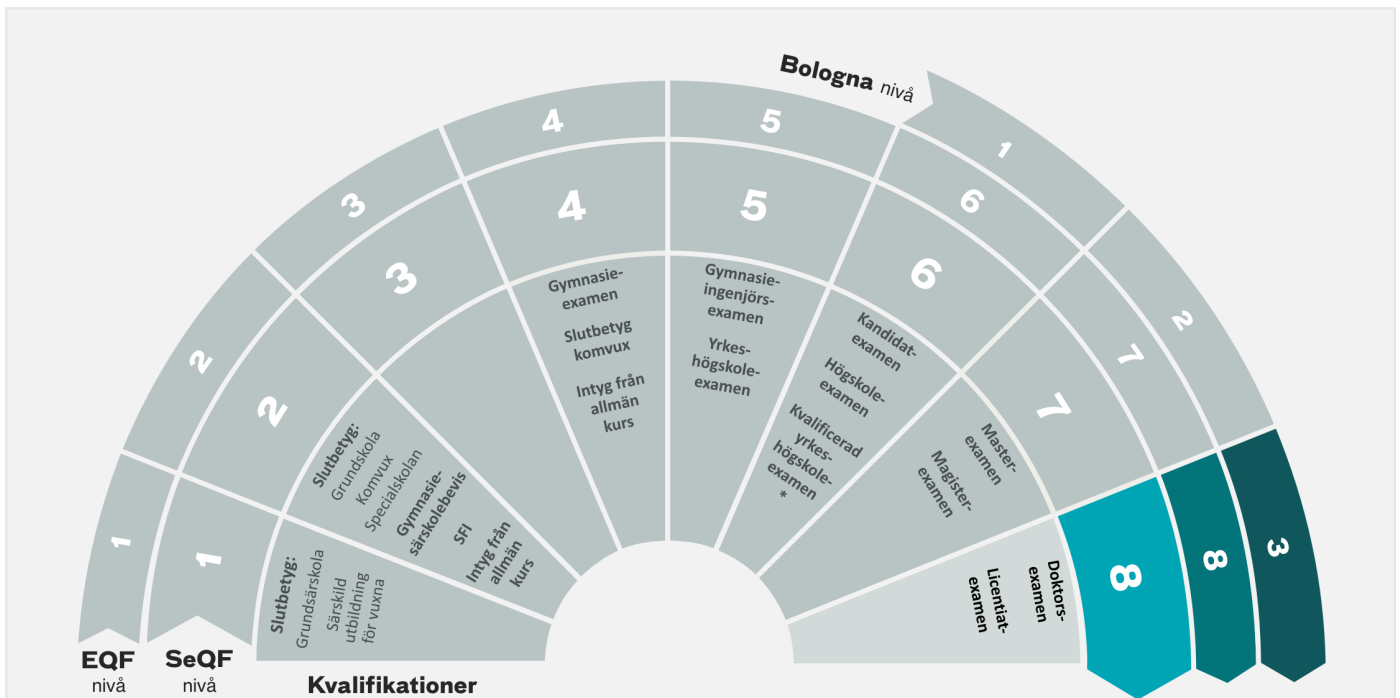 Bologna nivå
1
2
3
1
2
3
4
5
6
7
8
1
2
3
4
5
6
7
8
Slutbetyg:
Grundsärskola
Särskild
utbildning
för vuxna
Slutbetyg:
Grundskola
Komvux
Specialskolan
Gymnasie-
särskolebevis
SFI
Intyg från
allmän
kurs
Gymnasie-
examen
Slutbetyg
komvux
Intyg från
allmän
kurs
Gymnasie-
ingenjörs-
examen
Yrkes-
högskole-
examen
Kandidat-
examen
Högskole-
examen
Kvalificerad
yrkes-
högskole-
examen
*
Master-
examen
Magister-
examen
Doktors-
examen
Licentiat-
examen
EQF
nivå
SeQF
nivå
Kvalifikationer